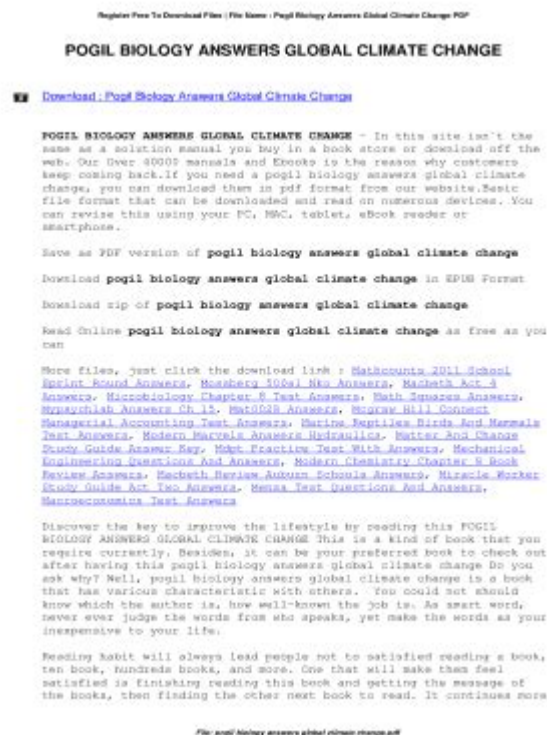 Register Free To Download Files | File Name : Pogil Biology Answers Global Climate Change PDF
POGIL BIOLOGY ANSWERS GLOBAL CLIMATE CHANGE
Download : Pogil Biology Answers Global Climate Change
POGIL BIOLOGY ANSWERS GLOBAL CLIMATE CHANGE - In this site isn't the
same as a solution manual you buy in a book store or download off the
web. Our Over 40000 manuals and Ebooks is the reason why customers
keep coming back.If you need a pogil biology answers global climate
change, you can download them in pdf format from our website.Basic
file format that can be downloaded and read on numerous devices. You
can revise this using your PC, MAC, tablet, eBook reader or
smartphone.
Save as PDF version of pogil biology answers global climate change
Download pogil biology answers global climate change in EPUB Format
Download zip of pogil biology answers global climate change
Read Online pogil biology answers global climate change as free as you
can
More files, just click the download link : Mathcounts 2011 School
Sprint Round Answers, Mossberg 500a1 Nko Answers, Macbeth Act 4
Answers, Microbiology Chapter 8 Test Answers, Math Squares Answers,
Mypsychlab Answers Ch 15, Mat0028 Answers, Mcgraw Hill Connect
Managerial Accounting Test Answers, Marine Reptiles Birds And Mammals
Test Answers, Modern Marvels Answers Hydraulics, Matter And Change
Study Guide Answer Key, Mdpt Practice Test With Answers, Mechanical
Engineering Questions And Answers, Modern Chemistry Chapter 8 Book
Review Answers, Macbeth Review Auburn Schools Answers, Miracle Worker
Study Guide Act Two Answers, Mensa Test Questions And Answers,
Macroeconomics Test Answers
Discover the key to improve the lifestyle by reading this POGIL
BIOLOGY ANSWERS GLOBAL CLIMATE CHANGE This is a kind of book that you
require currently. Besides, it can be your preferred book to check out
after having this pogil biology answers global climate change Do you
ask why? Well, pogil biology answers global climate change is a book
that has various characteristic with others. You could not should
know which the author is, how well-known the job is. As smart word,
never ever judge the words from who speaks, yet make the words as your
inexpensive to your life.
Reading habit will always lead people not to satisfied reading a book,
ten book, hundreds books, and more. One that will make them feel
satisfied is finishing reading this book and getting the message of
the books, then finding the other next book to read. It continues more
File: pogil biology answers global climate change.pdf